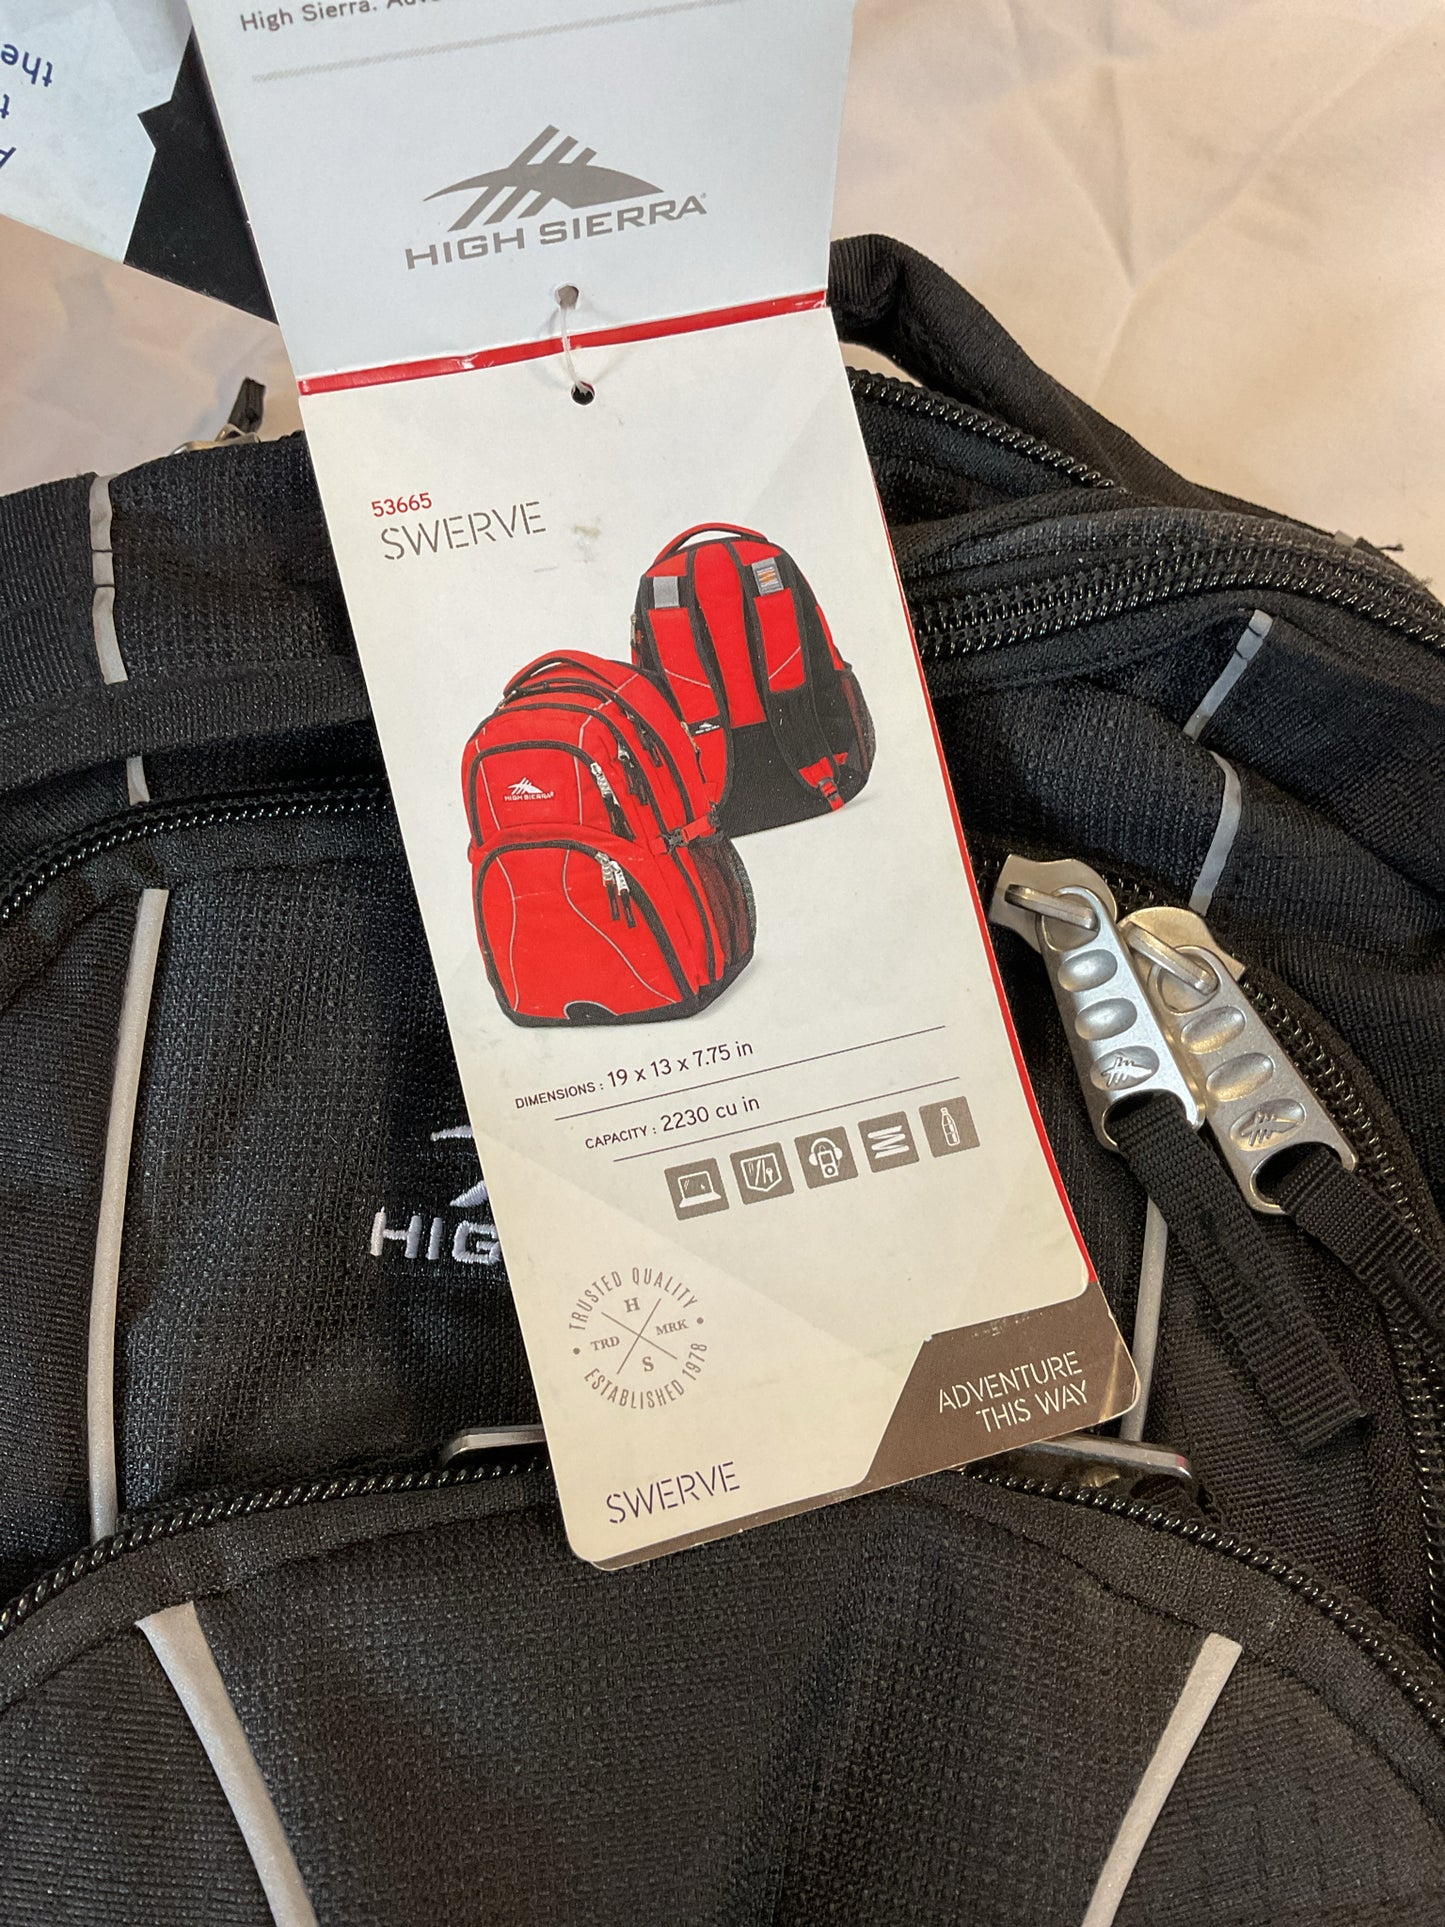 the
High Sierra.
HIGH SIERRA
53665
SWERVE
HIGH SIERRA
DIMENSIONS : 19 x 13 x 7.75 in
CAPACITY : 2230 cu in
HIG
TRUSTED QUALITY
H
TRD MRK
S
ESTABLISHED 1978
ADVENTURE
THIS WAY
SWERVE